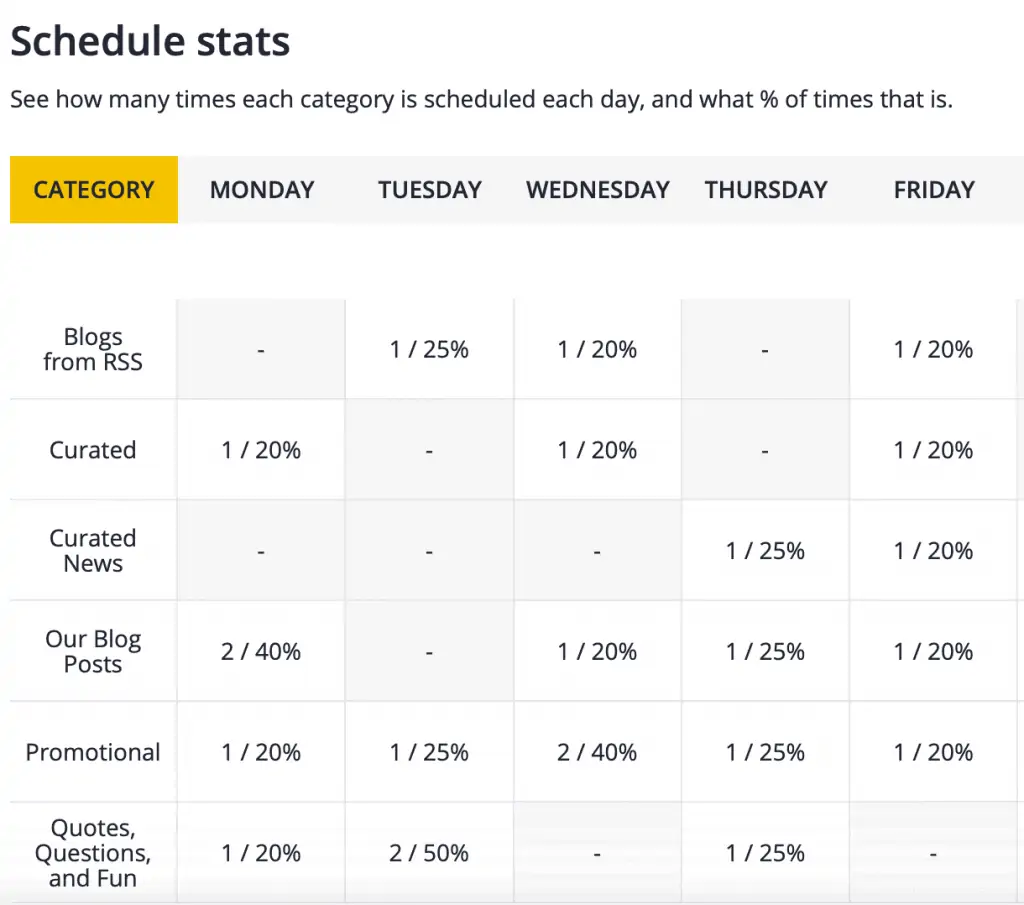 Schedule stats
See how many times each category is scheduled each day, and what % of times that is.
CATEGORY MONDAY TUESDAY WEDNESDAY THURSDAY FRIDAY
Blogs
from RSS
- 1 / 25% 1 / 20% - 1 / 20%
Curated 1 / 20% - 1 / 20% - 1 / 20%
Curated
News
- - - 1 / 25% 1 / 20%
Our Blog
Posts
2 / 40% - 1 / 20% 1 / 25% 1 / 20%
Promotional 1 / 20% 1 / 25% 2 / 40% 1 / 25% 1 / 20%
Quotes,
Questions,
and Fun
1 / 20% 2 / 50% - 1 / 25% -